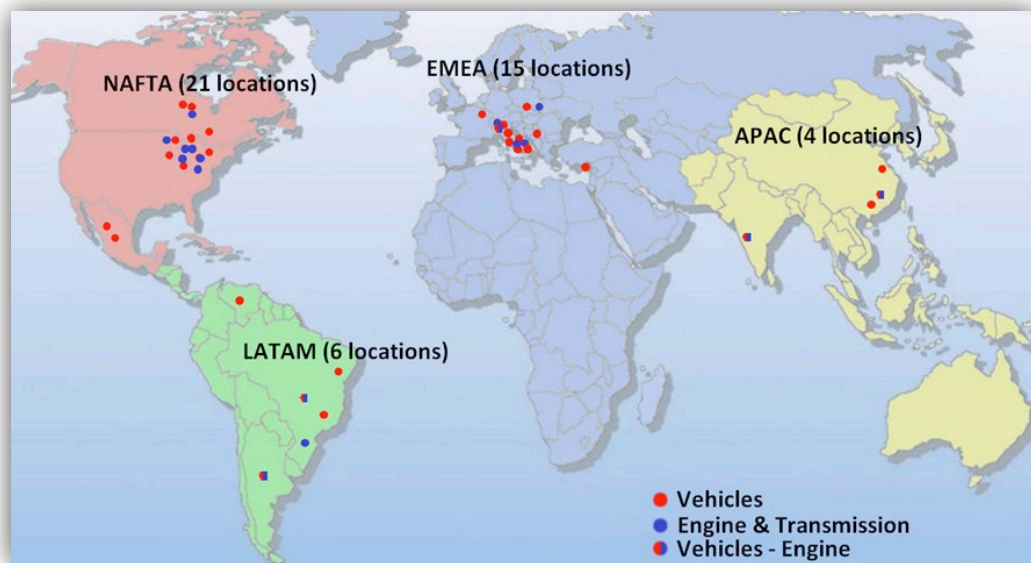 NAFTA (21 locations)
EMEA (15 locations)
APAC (4 locations)
LATAM (6 locations)
Vehicles
Engine & Transmission
Vehicles - Engine